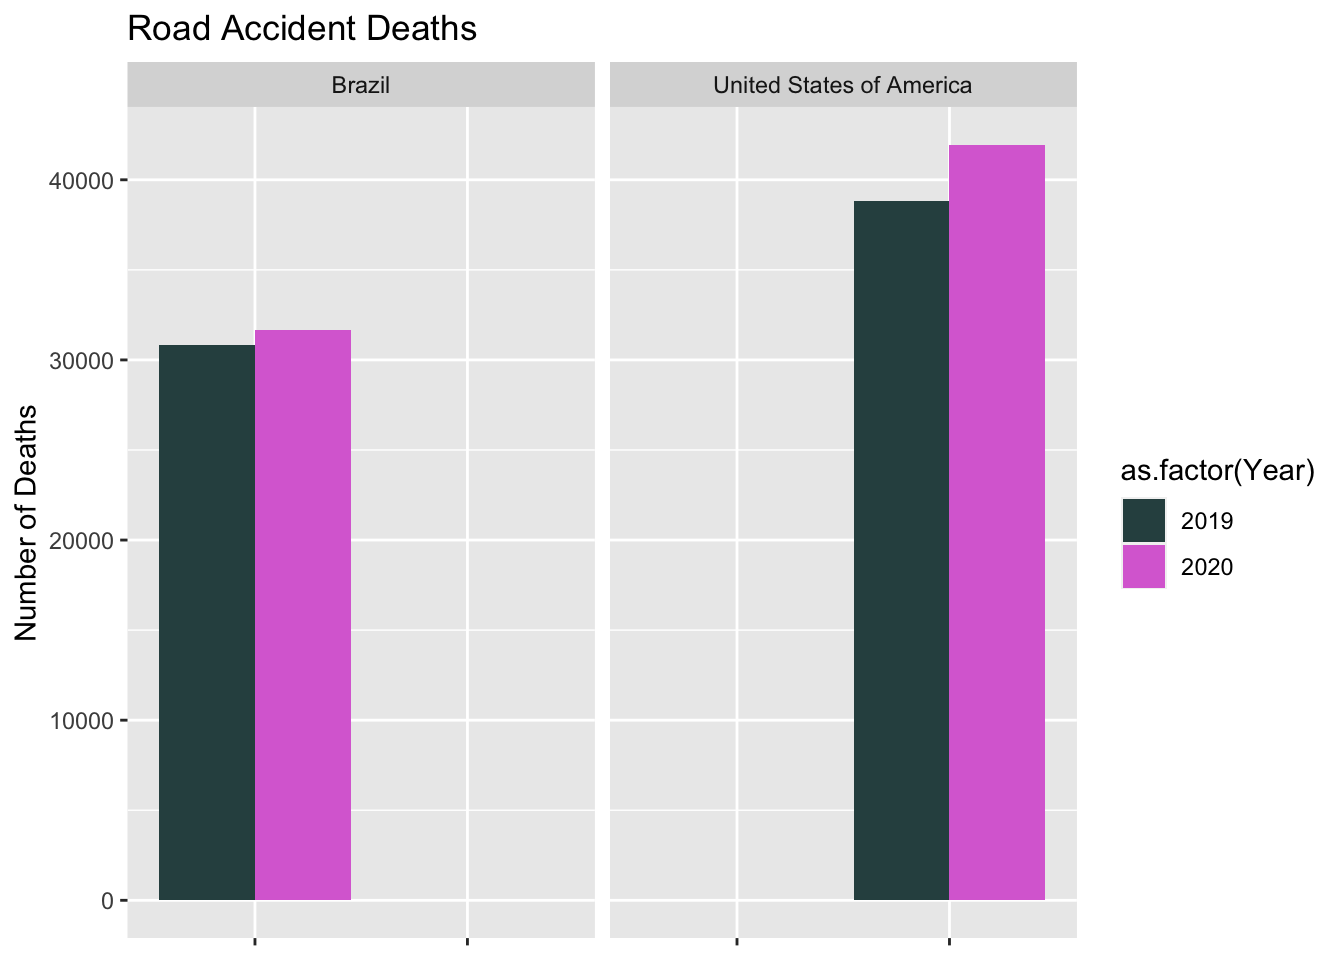 Road Accident Deaths
Brazil
United States of America
Number of Deaths
40000
30000
20000
10000
0
as.factor(Year)
2019
2020